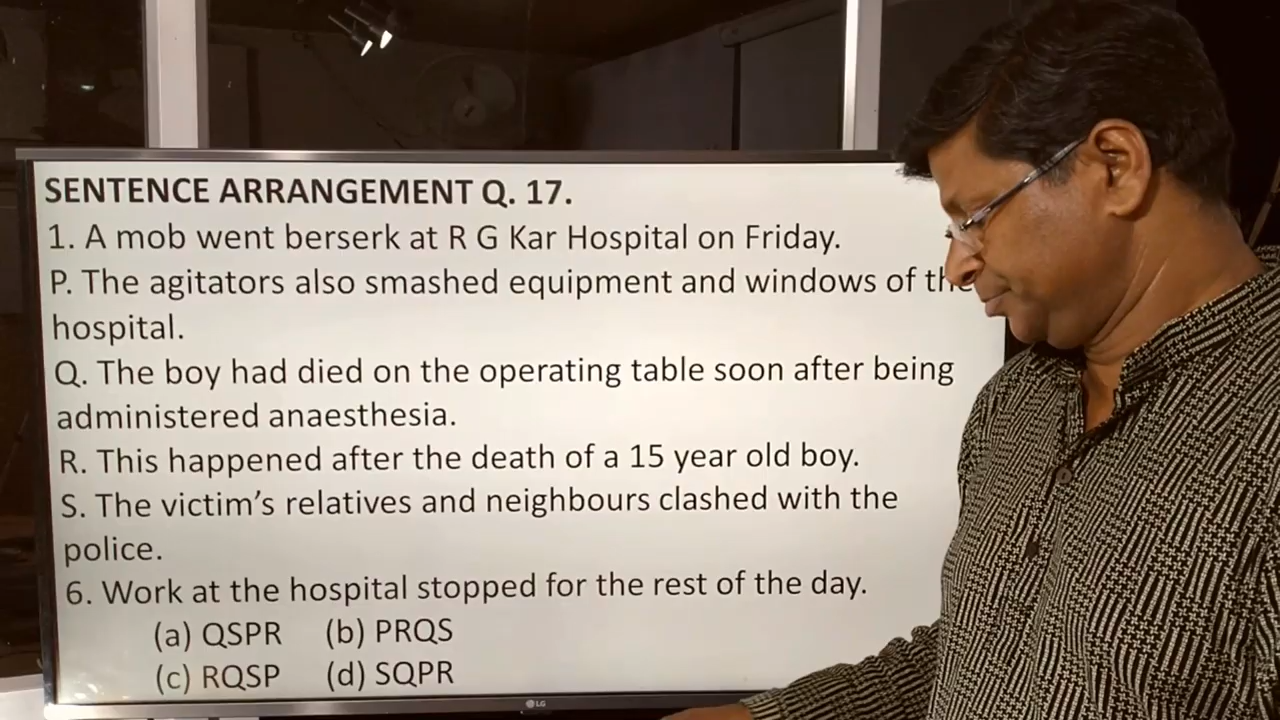 SENTENCE ARRANGEMENT Q. 17.
1. A mob went berserk at R G Kar Hospital on Friday.
P. The agitators also smashed equipment and windows of the
hospital.
Q. The boy had died on the operating table soon after being
administered anaesthesia.
R. This happened after the death of a 15 year old boy.
S. The victim's relatives and neighbours clashed with the
police.
6. Work at the hospital stopped for the rest of the day.
(a) QSPR (b) PRQS
(c) RQSP (d) SQPR
LG